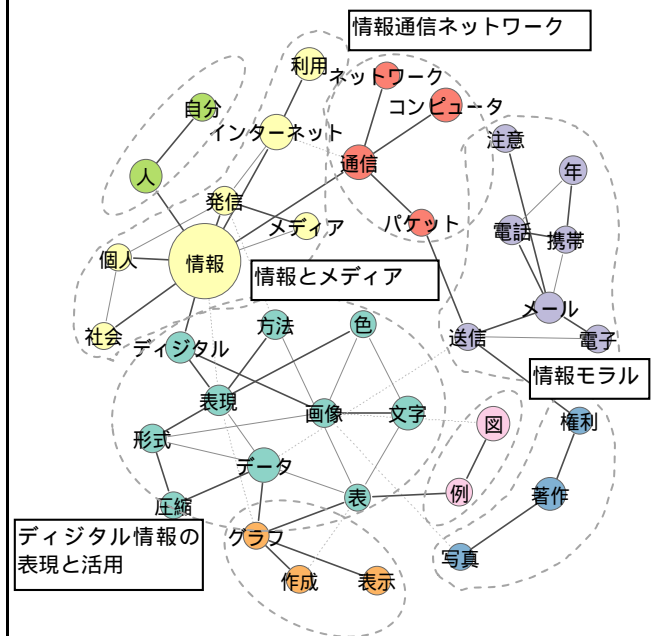 情報通信ネットワーク
利用
ネットワーク
コンピュータ
自分
インターネット
注意
通信
人
年
発信
メディア
パケット
電話
携帯
個人
情報
情報とメディア
メール
社会
ディジタル
方法
色
送信
電子
情報モラル
表現
画像
文字
図
権利
形式
データ
圧縮
表
例
著作
ディジタル情報の
表現と活用
グラフ
写真
作成
表示